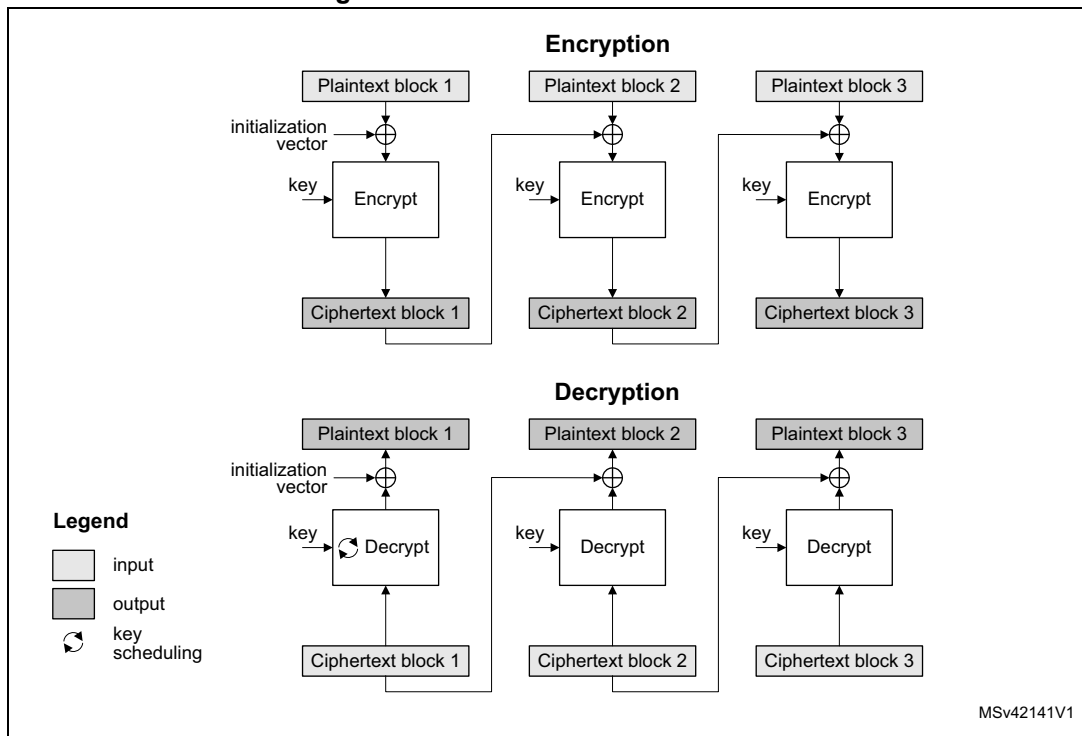 Encryption
Plaintext block 1 Plaintext block 2 Plaintext block 3
initialization
vector
key Encrypt key Encrypt key Encrypt
Ciphertext block 1 Ciphertext block 2 Ciphertext block 3
Decryption
Plaintext block 1 Plaintext block 2 Plaintext block 3
initialization
vector
Legend
key Decrypt key Decrypt key Decrypt
input
output
key
scheduling
Ciphertext block 1 Ciphertext block 2 Ciphertext block 3
MSv42141V1